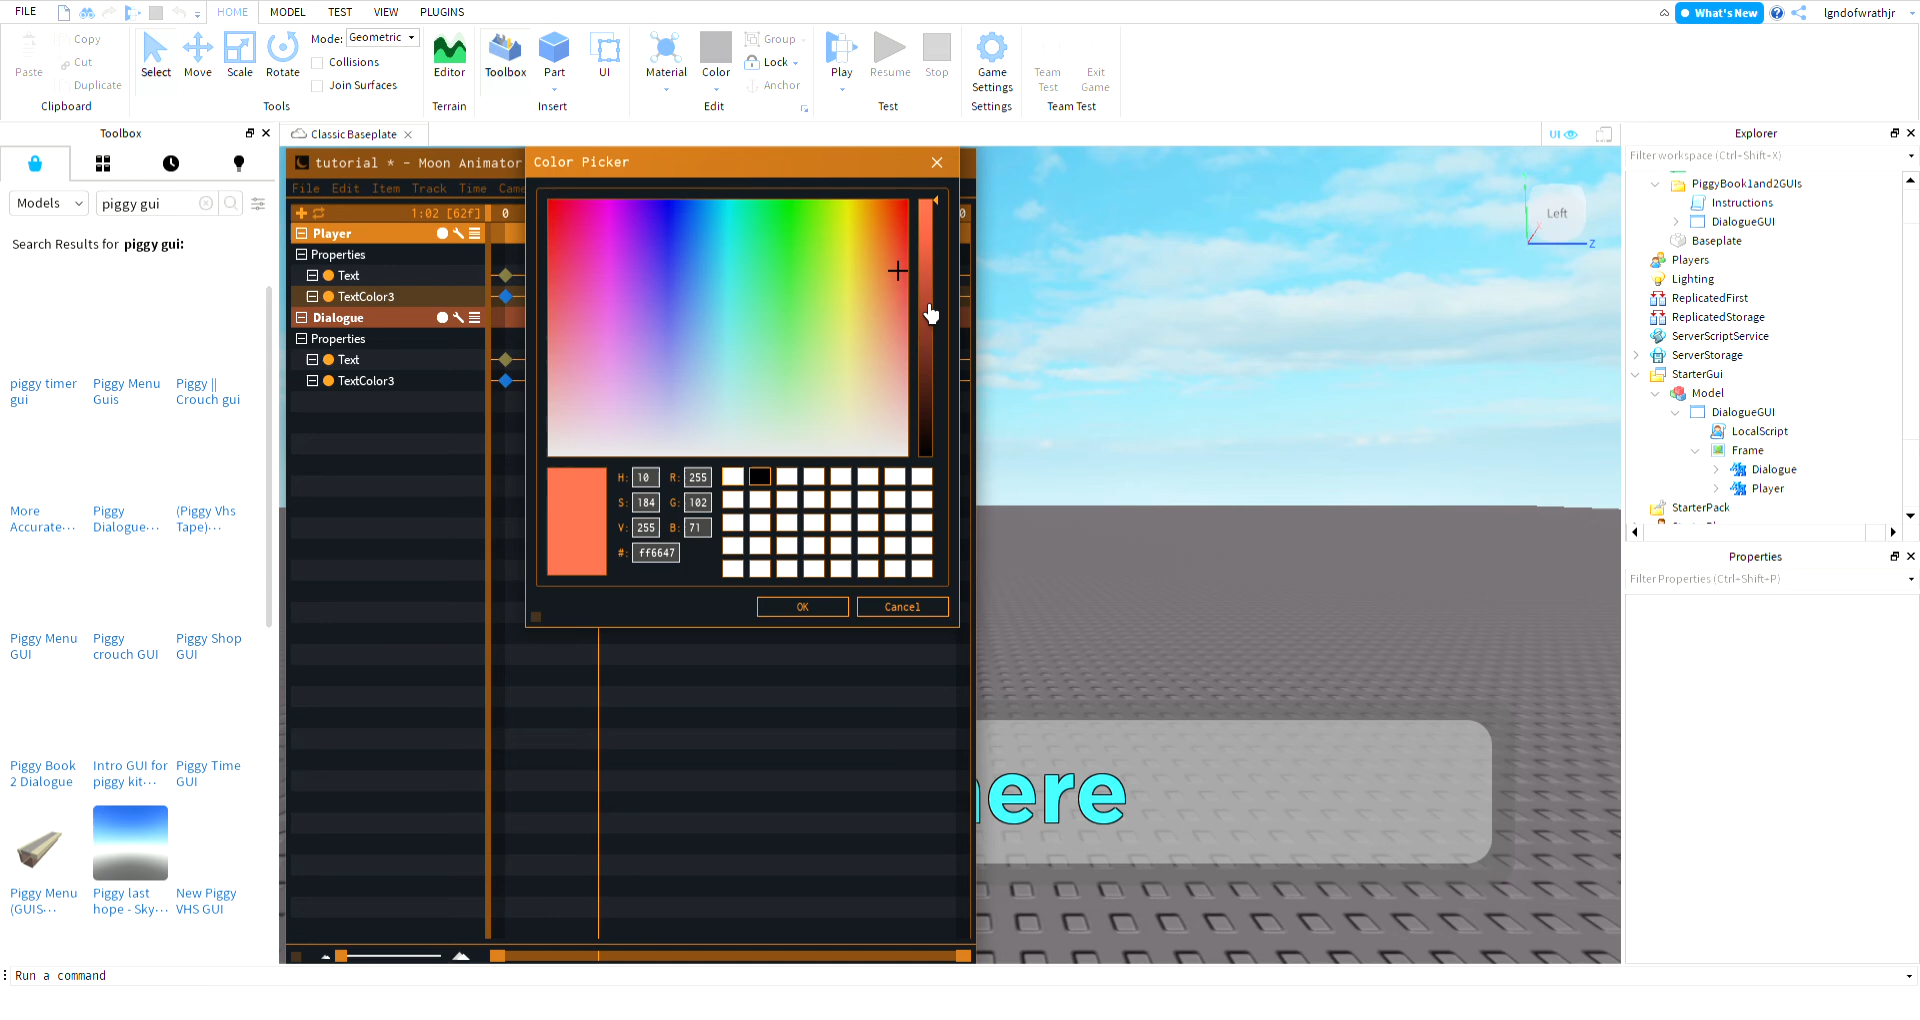 FILE
HOME
MODEL
TEST
VIEW
PLUGINS
What's New
lgndofwrathjr
Copy
Cut
Paste
Duplicate
Clipboard
Select
Move
Scale
Rotate
Mode: Geometric
Collisions
Join Surfaces
Tools
Editor
Terrain
Toolbox
Part
UI
Insert
Material
Color
Group
Lock
Anchor
Edit
Play
Resume
Stop
Test
Game
Settings
Settings
Team
Test
Exit
Game
Team Test
Toolbox
Models
piggy gui
Search Results for piggy gui:
piggy timer
gui
Piggy Menu
Guis
Piggy ||
Crouch gui
More
Accurate···
Piggy
Dialogue···
(Piggy Vhs
Tape)···
Piggy Menu
GUI
Piggy
crouch GUI
Piggy Shop
GUI
Piggy Book
2 Dialogue
Intro GUI for
piggy kit···
Piggy Time
GUI
Piggy Menu
(GUIS···
Piggy last
hope - Sky···
New Piggy
VHS GUI
Classic Baseplate
UI
tutorial * - Moon Animator
File Edit Item Track Time Came
1:02 [62f]
0
0
Player
Properties
Text
TextColor3
Dialogue
Properties
Text
TextColor3
Color Picker
H: 10 R: 255
S: 184 G: 102
V: 255 B: 71
#: ff6647
OK
Cancel
Left
Z
here
Explorer
Filter workspace (Ctrl+Shift+X)
PiggyBook1and2GUIs
Instructions
DialogueGUI
Baseplate
Players
Lighting
ReplicatedFirst
ReplicatedStorage
ServerScriptService
ServerStorage
StarterGui
Model
DialogueGUI
LocalScript
Frame
Dialogue
Player
StarterPack
Properties
Filter Properties (Ctrl+Shift+P)
Run a command